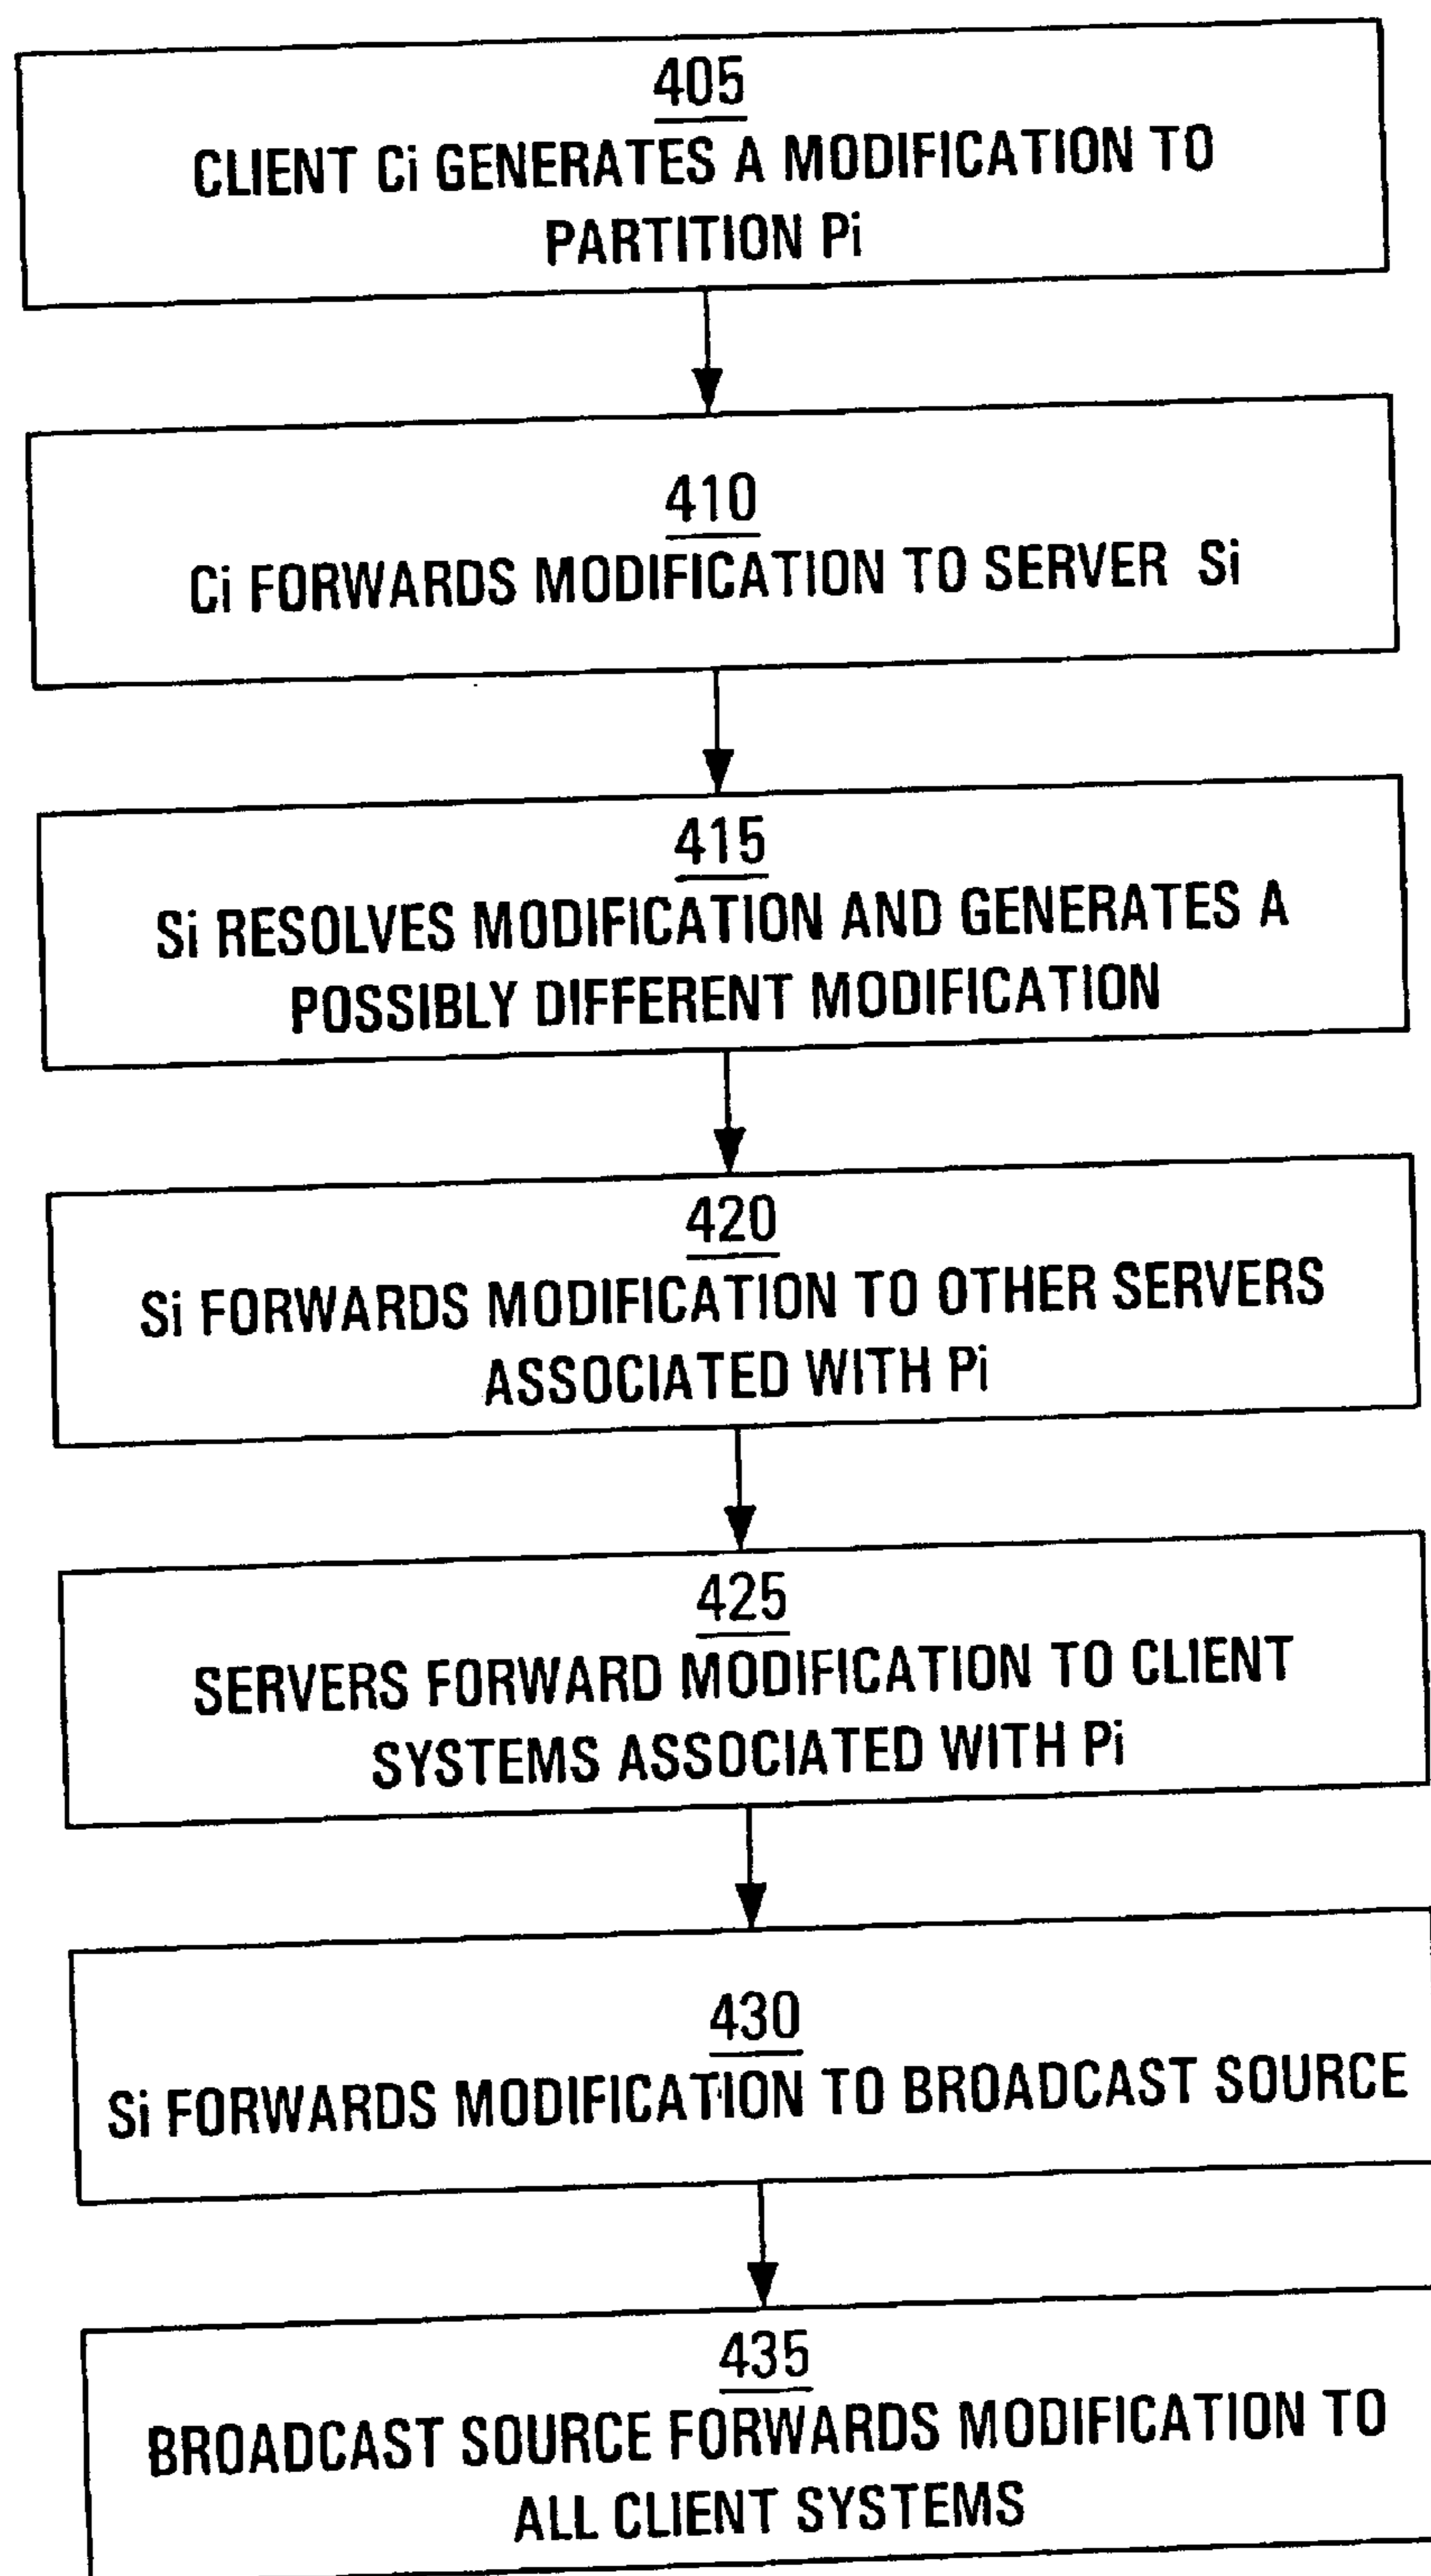 405
CLIENT Ci GENERATES A MODIFICATION TO
PARTITION Pi
410
Ci FORWARDS MODIFICATION TO SERVER Si
415
Si RESOLVES MODIFICATION AND GENERATES A
POSSIBLY DIFFERENT MODIFICATION
420
Si FORWARDS MODIFICATION TO OTHER SERVERS
ASSOCIATED WITH Pi
425
SERVERS FORWARD MODIFICATION TO CLIENT
SYSTEMS ASSOCIATED WITH Pi
430
Si FORWARDS MODIFICATION TO BROADCAST SOURCE
435
BROADCAST SOURCE FORWARDS MODIFICATION TO
ALL CLIENT SYSTEMS